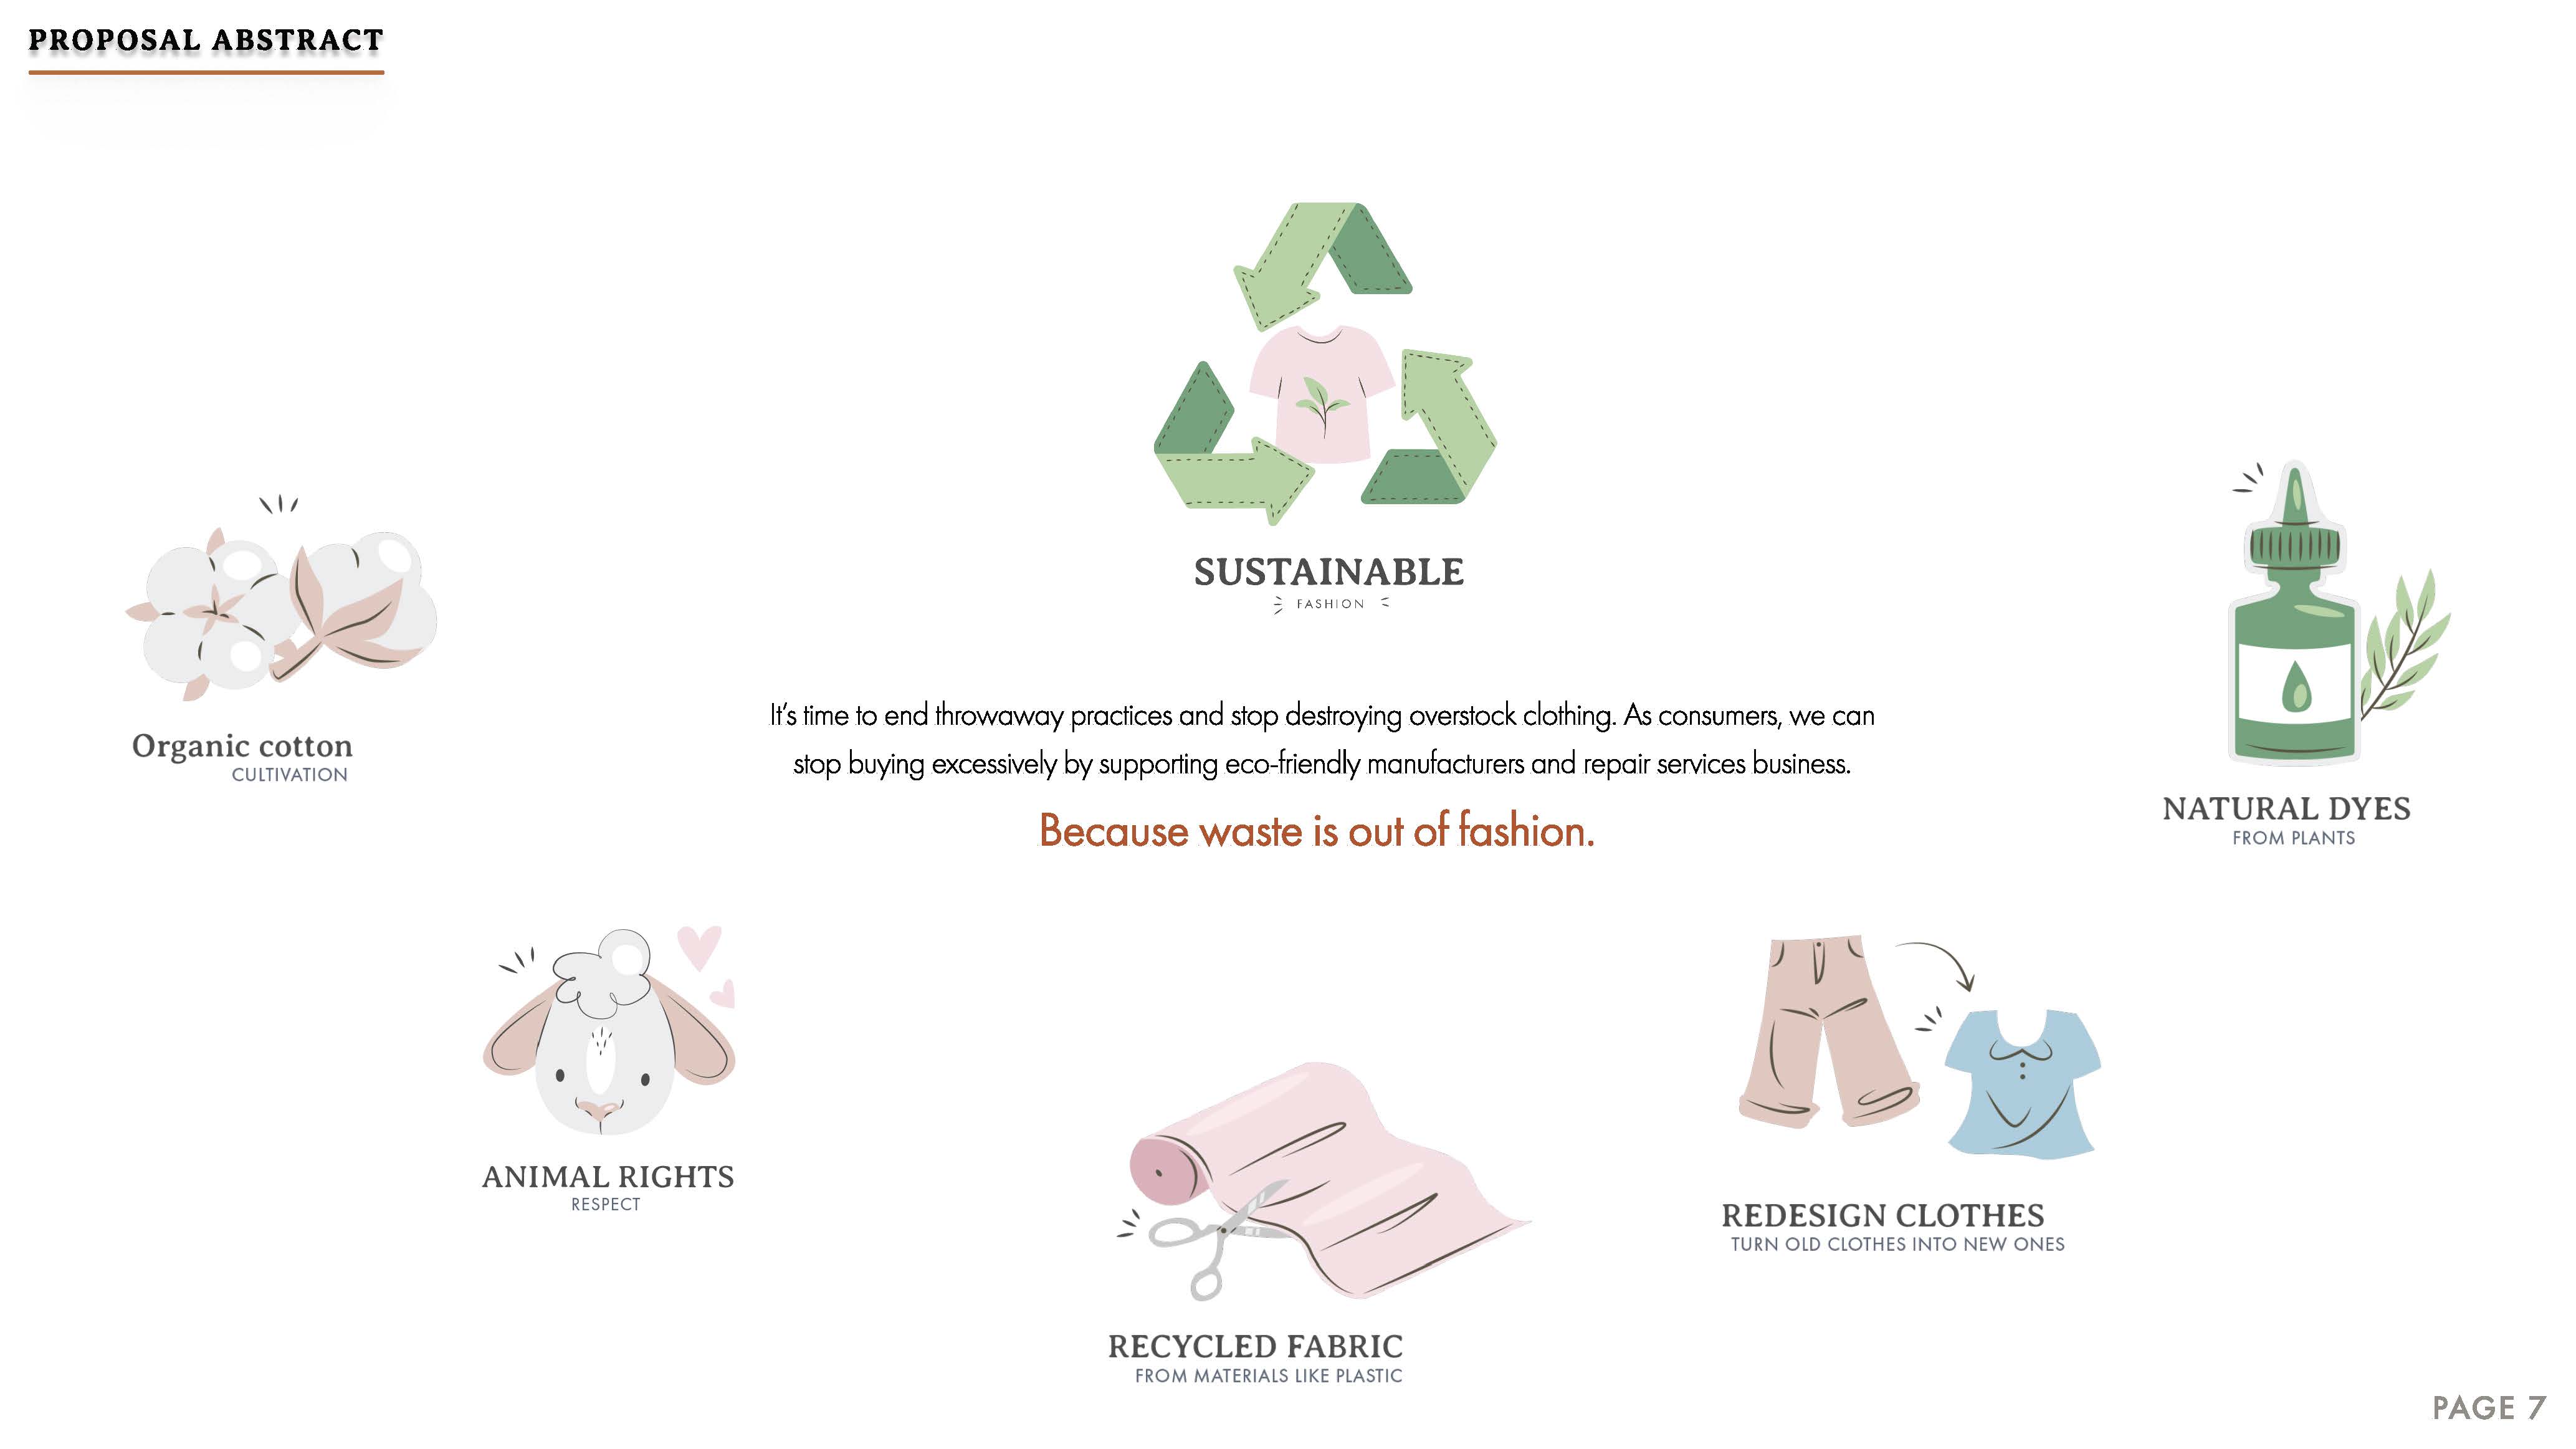 PROPOSAL ABSTRACT
SUSTAINABLE
FASHION
Organic cotton
CULTIVATION
It's time to end throwaway practices and stop destroying overstock clothing. As consumers, we can
stop buying excessively by supporting eco-friendly manufacturers and repair services business.
Because waste is out of fashion.
NATURAL DYES
FROM PLANTS
ANIMAL RIGHTS
RESPECT
REDESIGN CLOTHES
TURN OLD CLOTHES INTO NEW ONES
RECYCLED FABRIC
FROM MATERIALS LIKE PLASTIC
PAGE 7